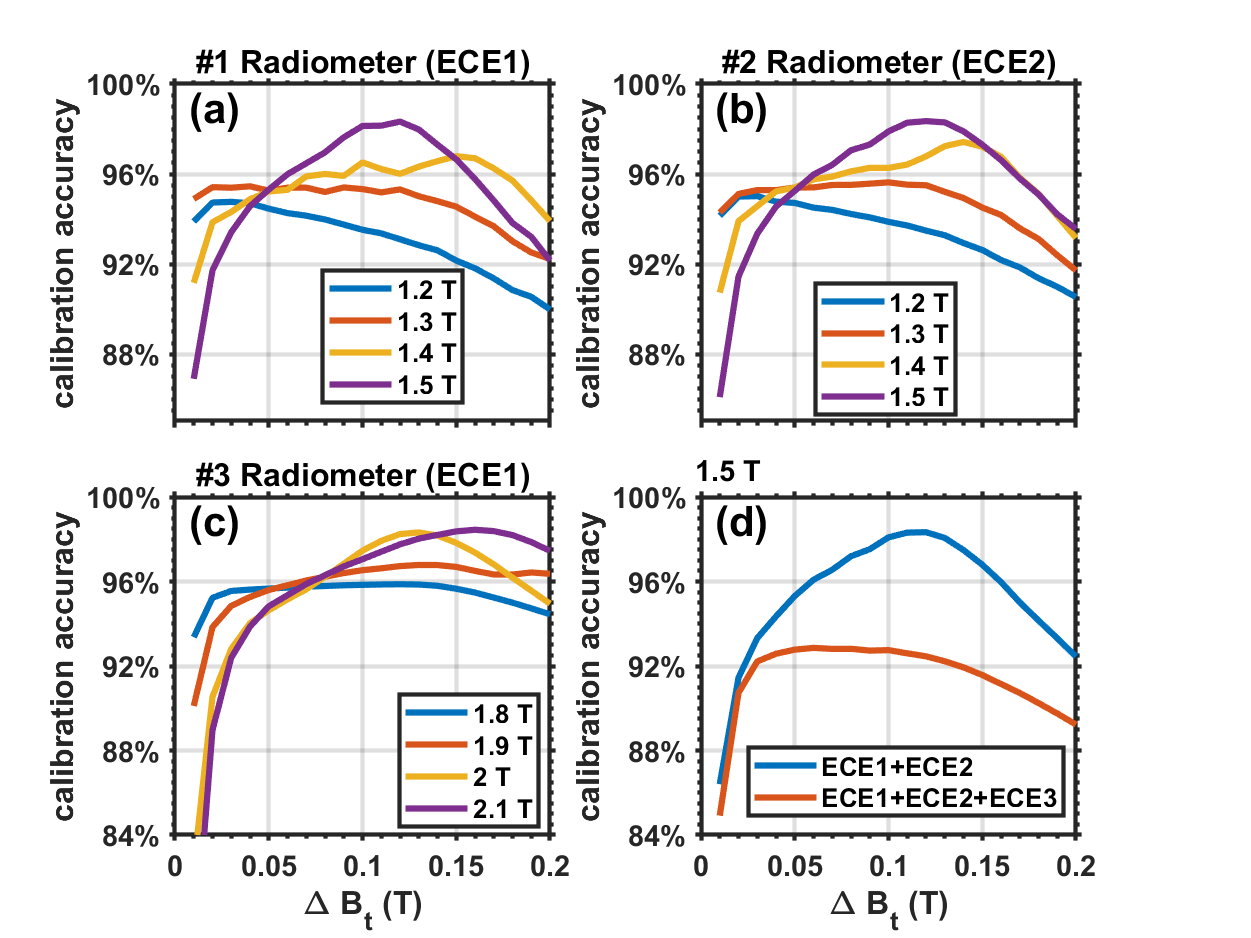 #1 Radiometer (ECE1)
(a)
calibration accuracy
100%
96%
92%
88%
1.2 T
1.3 T
1.4 T
1.5 T
#2 Radiometer (ECE2)
(b)
calibration accuracy
100%
96%
92%
88%
1.2 T
1.3 T
1.4 T
1.5 T
#3 Radiometer (ECE1)
(c)
calibration accuracy
100%
96%
92%
88%
84%
1.8 T
1.9 T
2 T
2.1 T
0 0.05 0.1 0.15 0.2
Δ Bt (T)
1.5 T
(d)
calibration accuracy
100%
96%
92%
88%
84%
ECE1+ECE2
ECE1+ECE2+ECE3
0 0.05 0.1 0.15 0.2
Δ Bt (T)